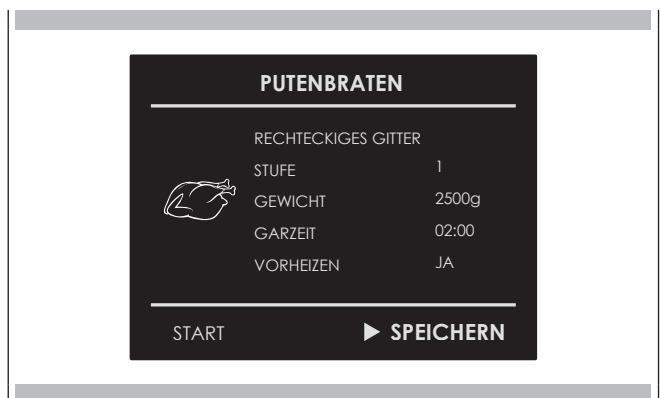 PUTENBRATEN
RECHTECKIGES GITTER
STUFE 1
GEWICHT 2500g
GARZEIT 02:00
VORHEIZEN JA
START ▶ SPEICHERN